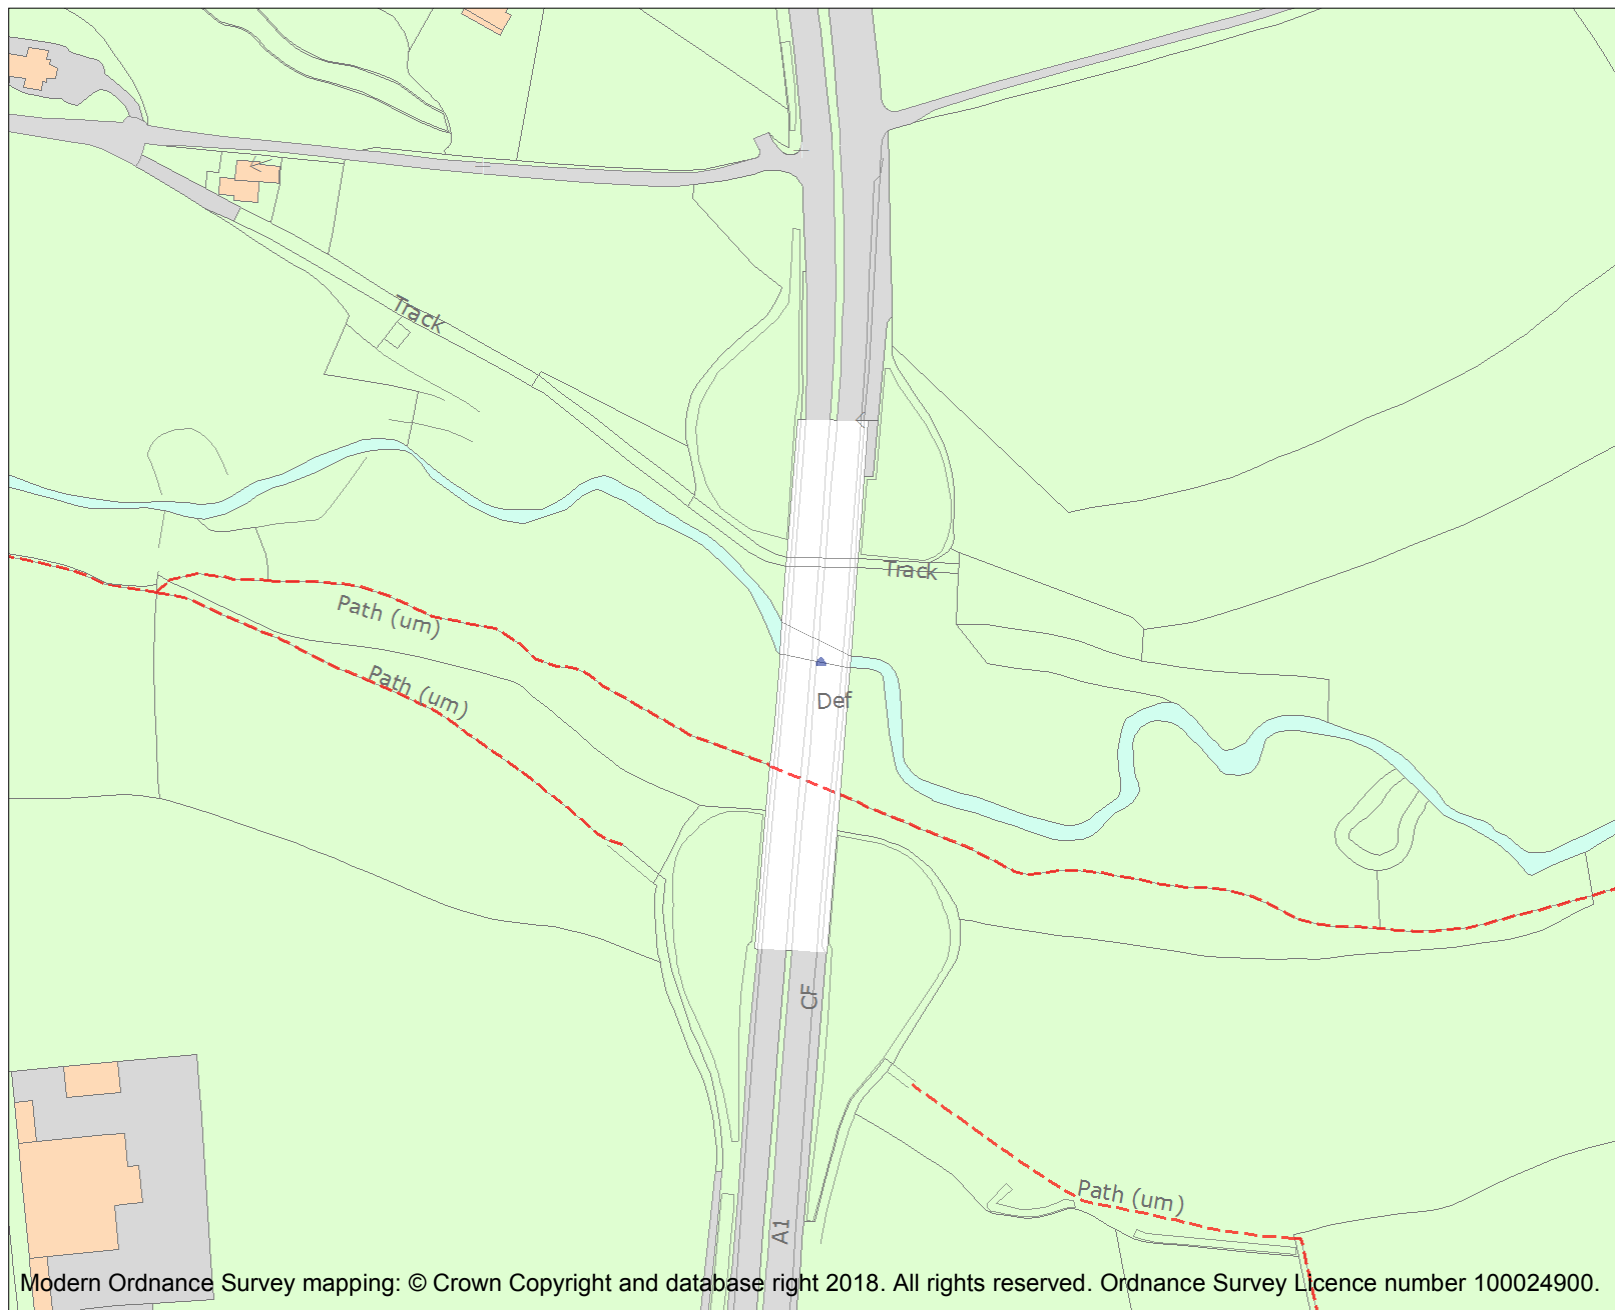 Track
Track
Path (um)
Path (um)
Def
CF
Path (um)
A1
Modern Ordnance Survey mapping: © Crown Copyright and database right 2018. All rights reserved. Ordnance Survey Licence number 100024900.